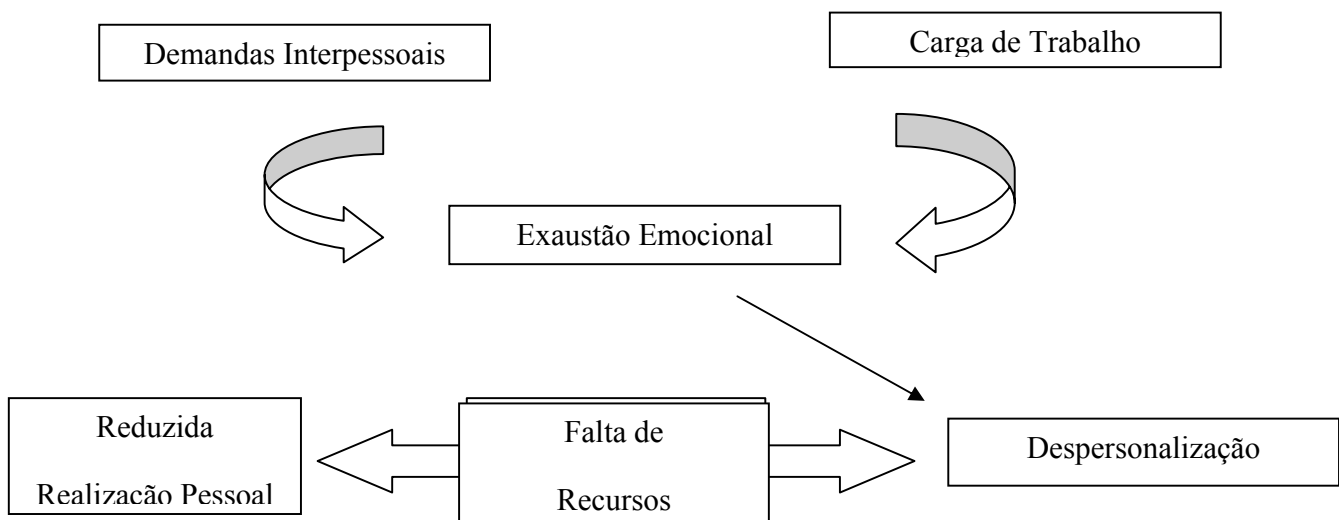 Demandas Interpessoais
Carga de Trabalho
Exaustão Emocional
Reduzida
Realização Pessoal
Falta de
Recursos
Despersonalização